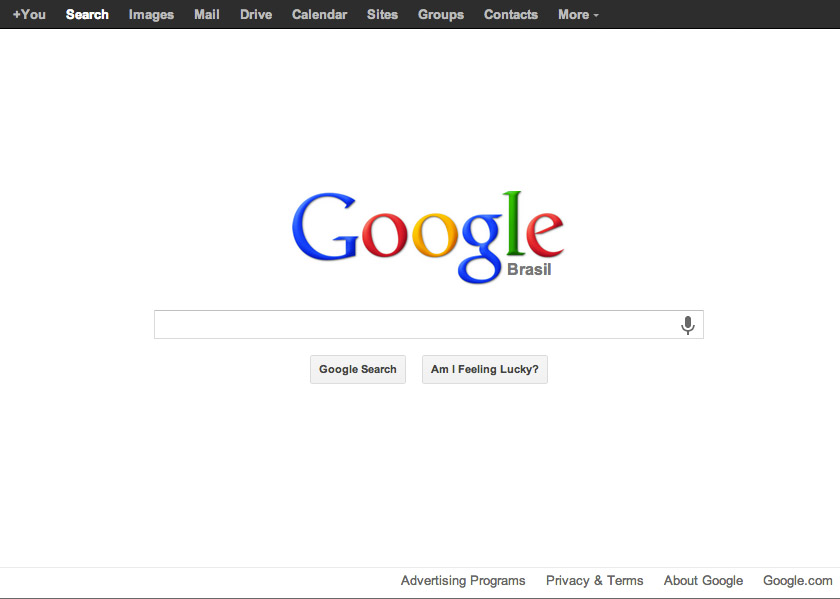 +You Search Images Mail Drive Calendar Sites Groups Contacts More
Google
Brasil
Google Search Am I Feeling Lucky?
Advertising Programs Privacy & Terms About Google Google.com